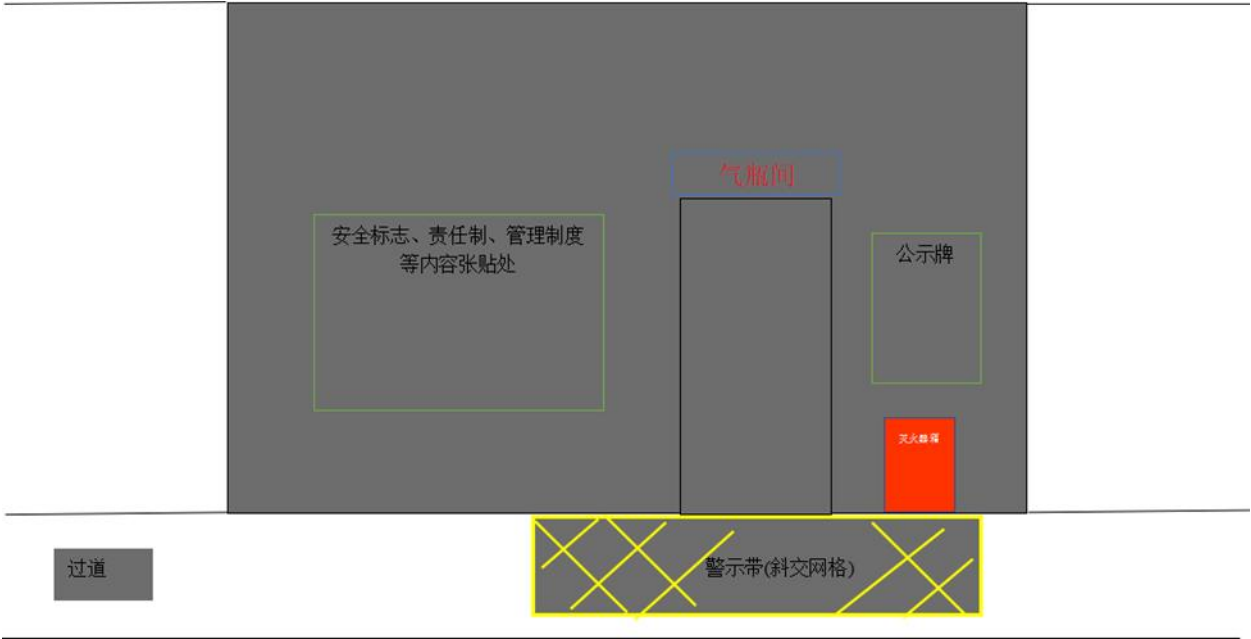 气瓶间
安全标志、责任制、管理制度
等内容张贴处
公示牌
灭火器箱
过道
警示带(斜交网格)